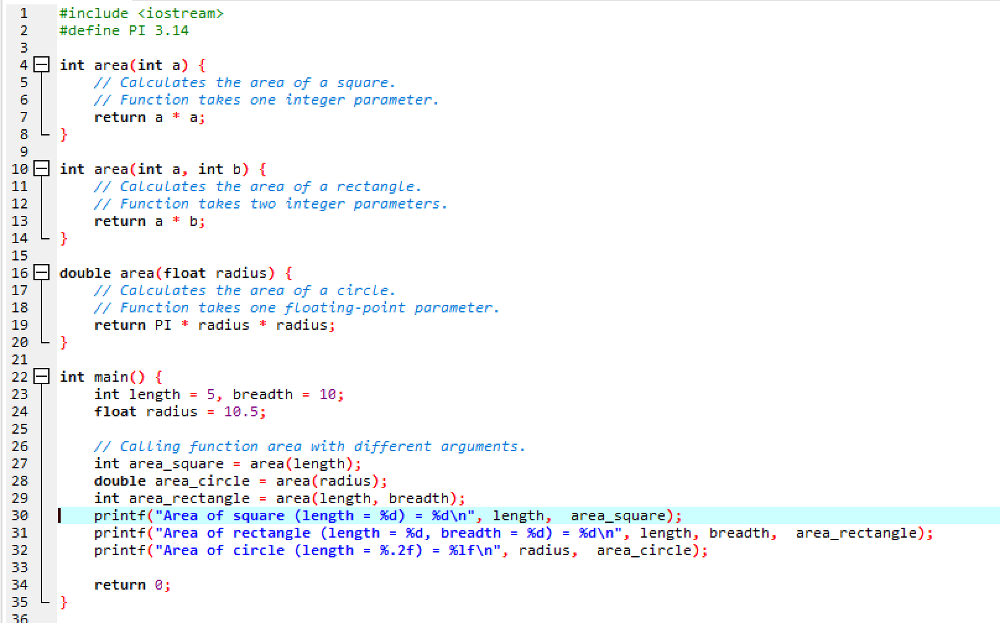 1 #include <iostream>
2 #define PI 3.14
3
4 int area(int a) {
5     // Calculates the area of a square.
6     // Function takes one integer parameter.
7     return a * a;
8 }
9
10 int area(int a, int b) {
11     // Calculates the area of a rectangle.
12     // Function takes two integer parameters.
13     return a * b;
14 }
15
16 double area(float radius) {
17     // Calculates the area of a circle.
18     // Function takes one floating-point parameter.
19     return PI * radius * radius;
20 }
21
22 int main() {
23     int length = 5, breadth = 10;
24     float radius = 10.5;
25
26     // Calling function area with different arguments.
27     int area_square = area(length);
28     double area_circle = area(radius);
29     int area_rectangle = area(length, breadth);
30     printf("Area of square (length = %d) = %d\n", length,  area_square);
31     printf("Area of rectangle (length = %d, breadth = %d) = %d\n", length, breadth,  area_rectangle);
32     printf("Area of circle (length = %.2f) = %lf\n", radius,  area_circle);
33
34     return 0;
35 }
36